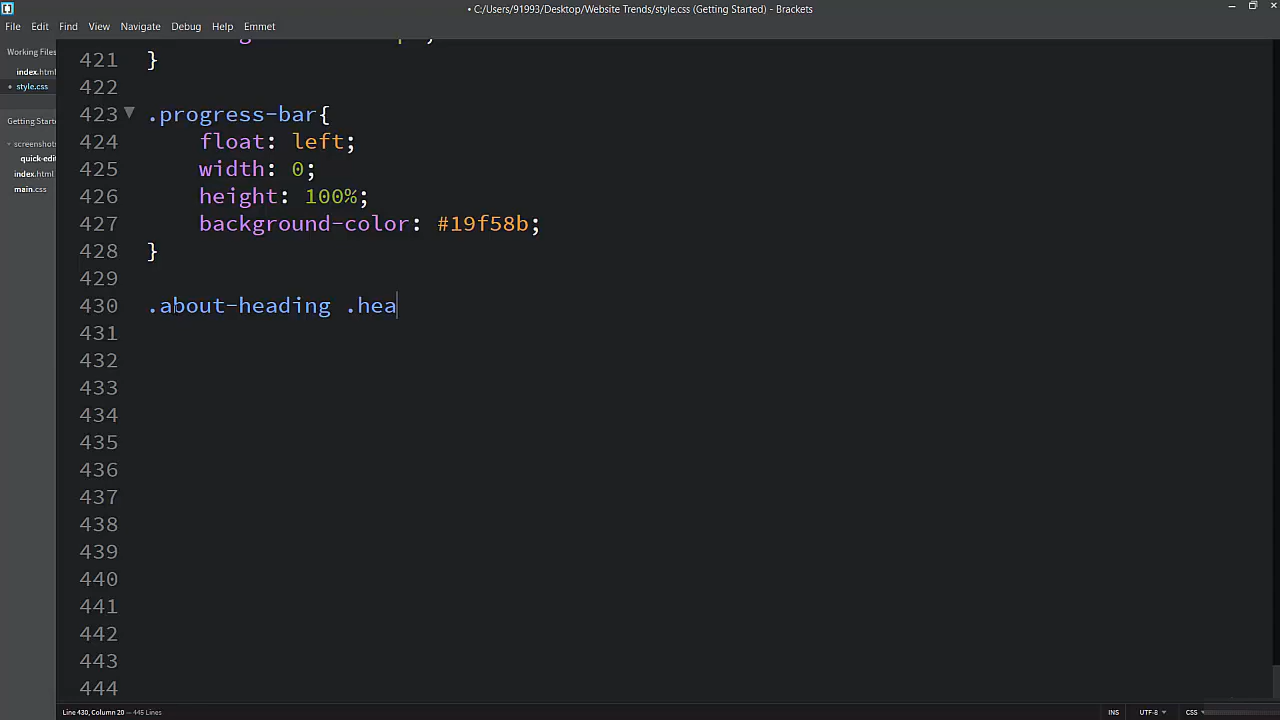 • C:/Users/91993/Desktop/Website Trends/style.css (Getting Started) - Brackets
File Edit Find View Navigate Debug Help Emmet
Working Files
index.html
• style.css
Getting Starte
screenshots
quick-edit
index.html
main.css
421 }
422
423 .progress-bar{
424 float: left;
425 width: 0;
426 height: 100%;
427 background-color: #19f58b;
428 }
429
430 .about-heading .hea
431
432
433
434
435
436
437
438
439
440
441
442
443
444
Line 430, Column 20 — 445 Lines
INS UTF-8 CSS